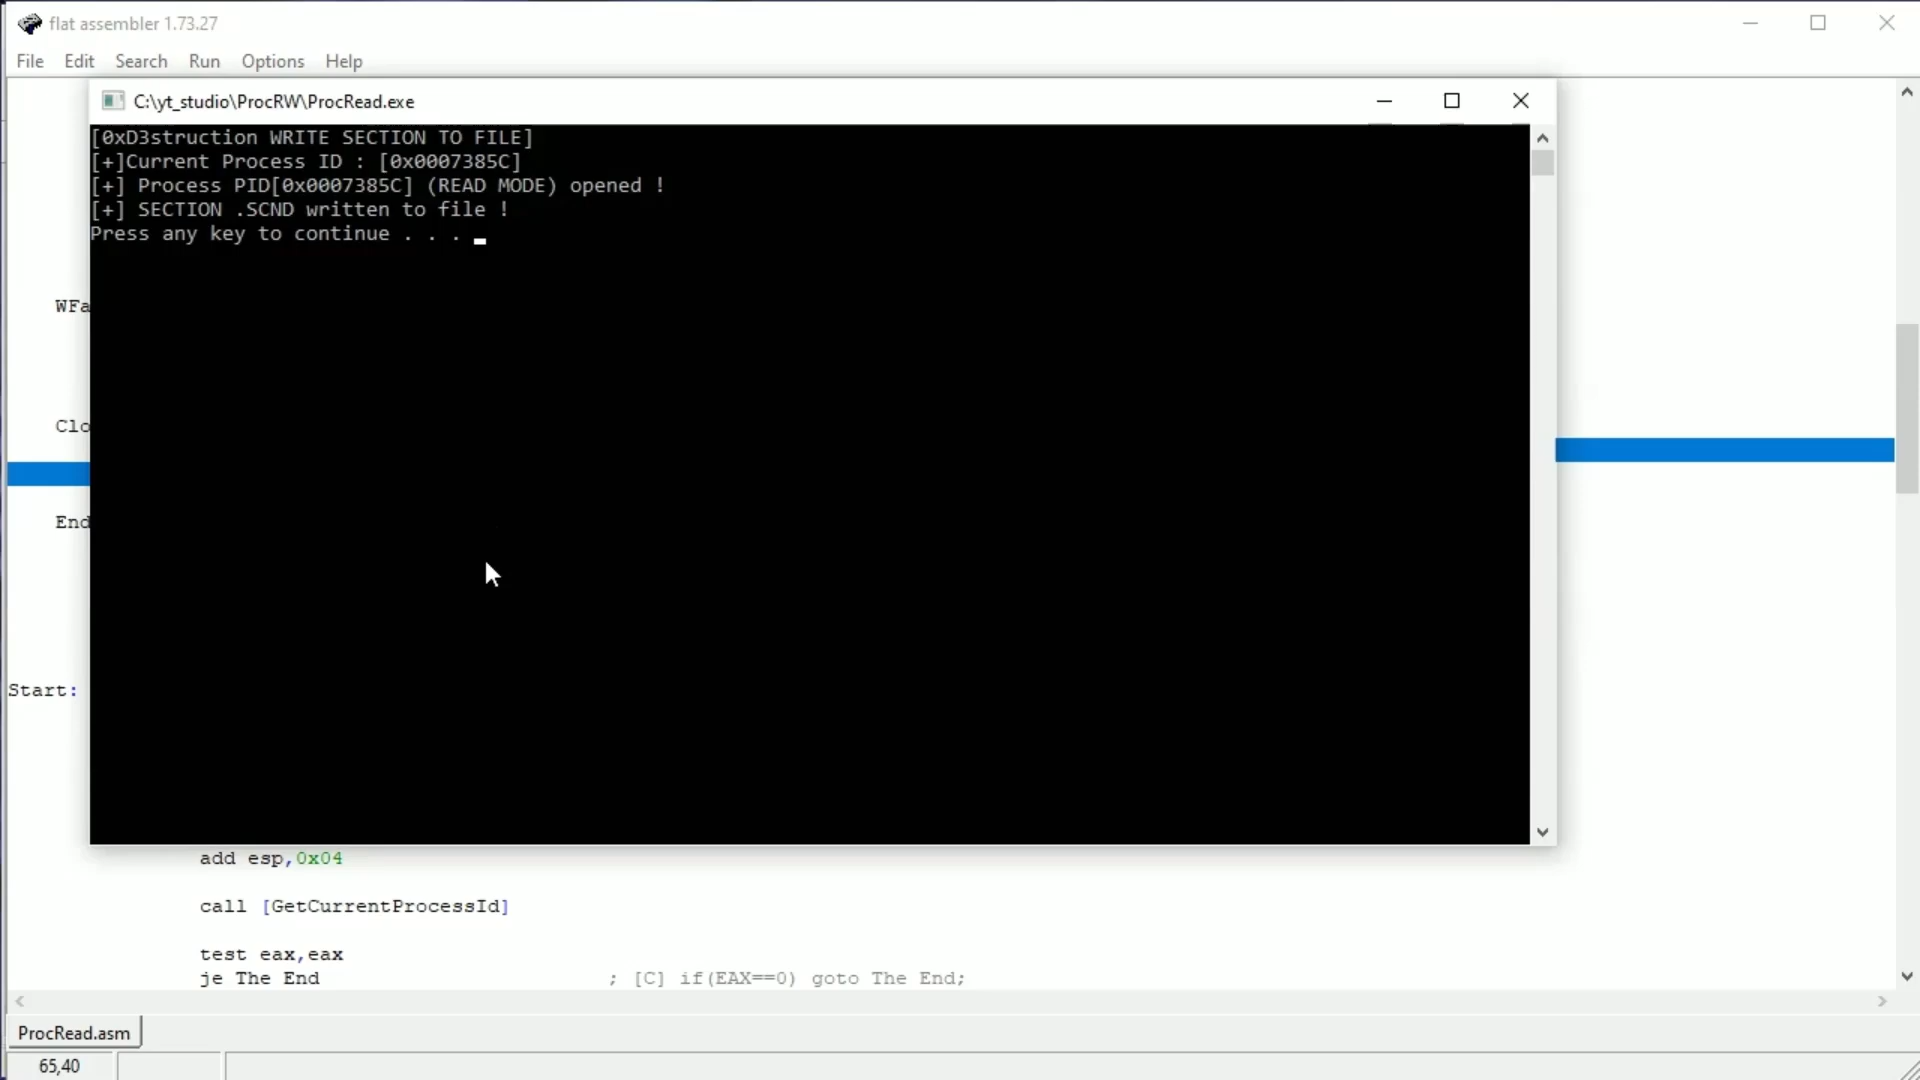 flat assembler 1.73.27
File Edit Search Run Options Help
C:\yt_studio\ProcRW\ProcRead.exe
[0xD3struction WRITE SECTION TO FILE]
[+]Current Process ID : [0x0007385C]
[+] Process PID[0x0007385C] (READ MODE) opened !
[+] SECTION .SCND written to file !
Press any key to continue . . .
WFa
Clo
End
Start:
add esp,0x04
call [GetCurrentProcessId]
test eax,eax
je The End ; [C] if(EAX==0) goto The End;
ProcRead.asm
65,40